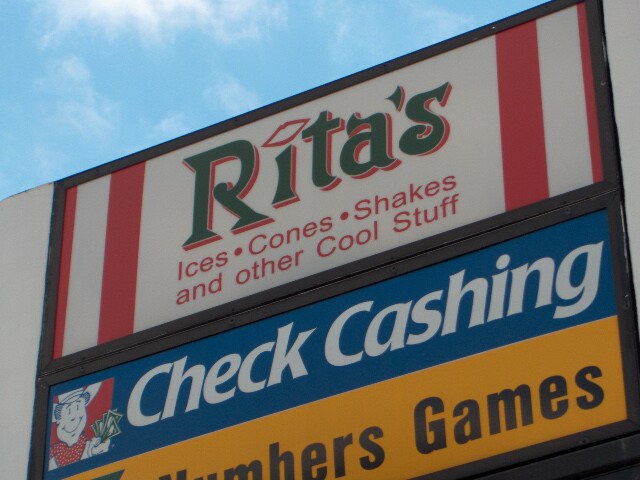 Rita's
Ices • Cones • Shakes
and other Cool Stuff
Check Cashing
Numbers Games